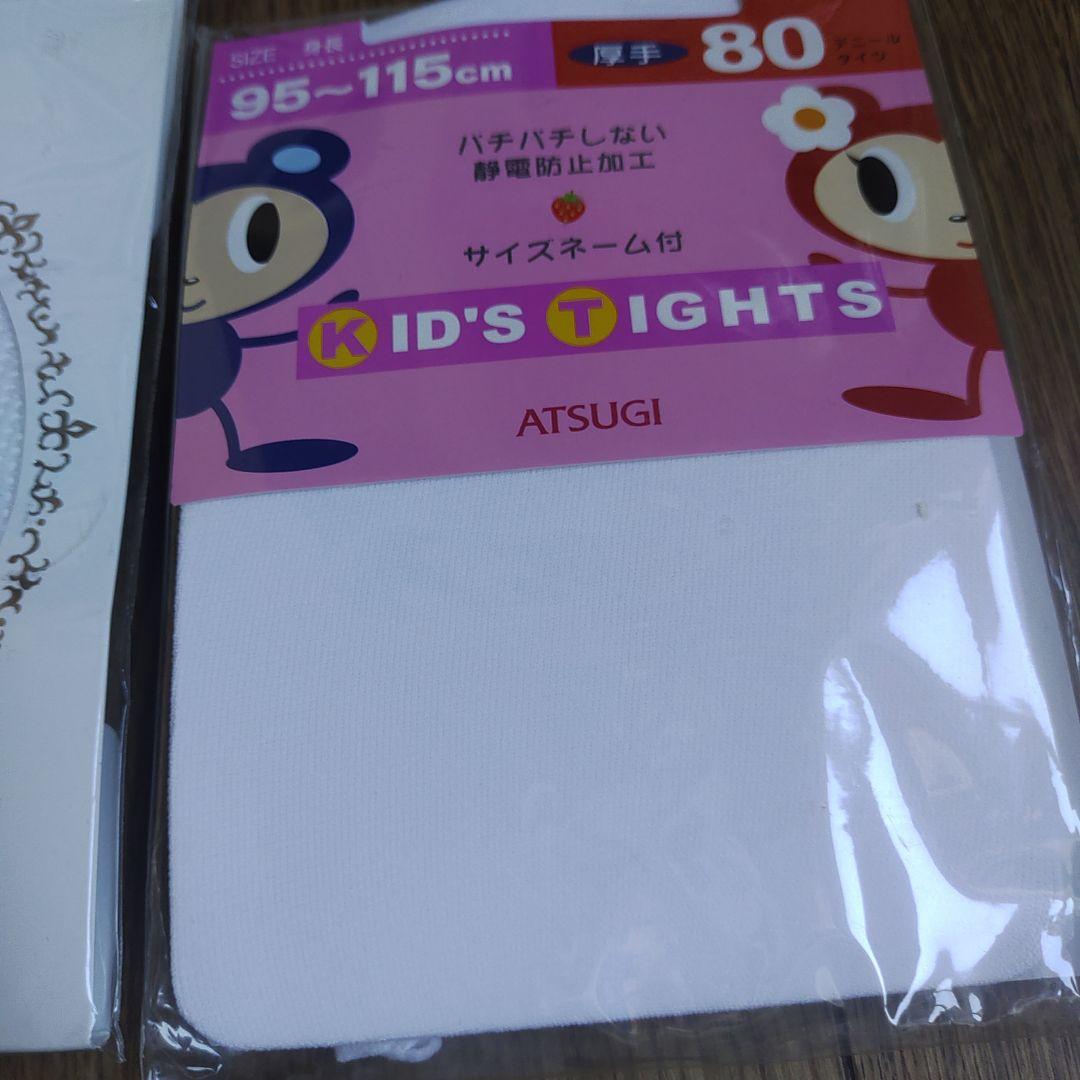 SIZE 身長
95～115cm
厚手 80 デニール
タイツ
パチパチしない
静電防止加工
サイズネーム付
KID'S TIGHTS
ATSUGI